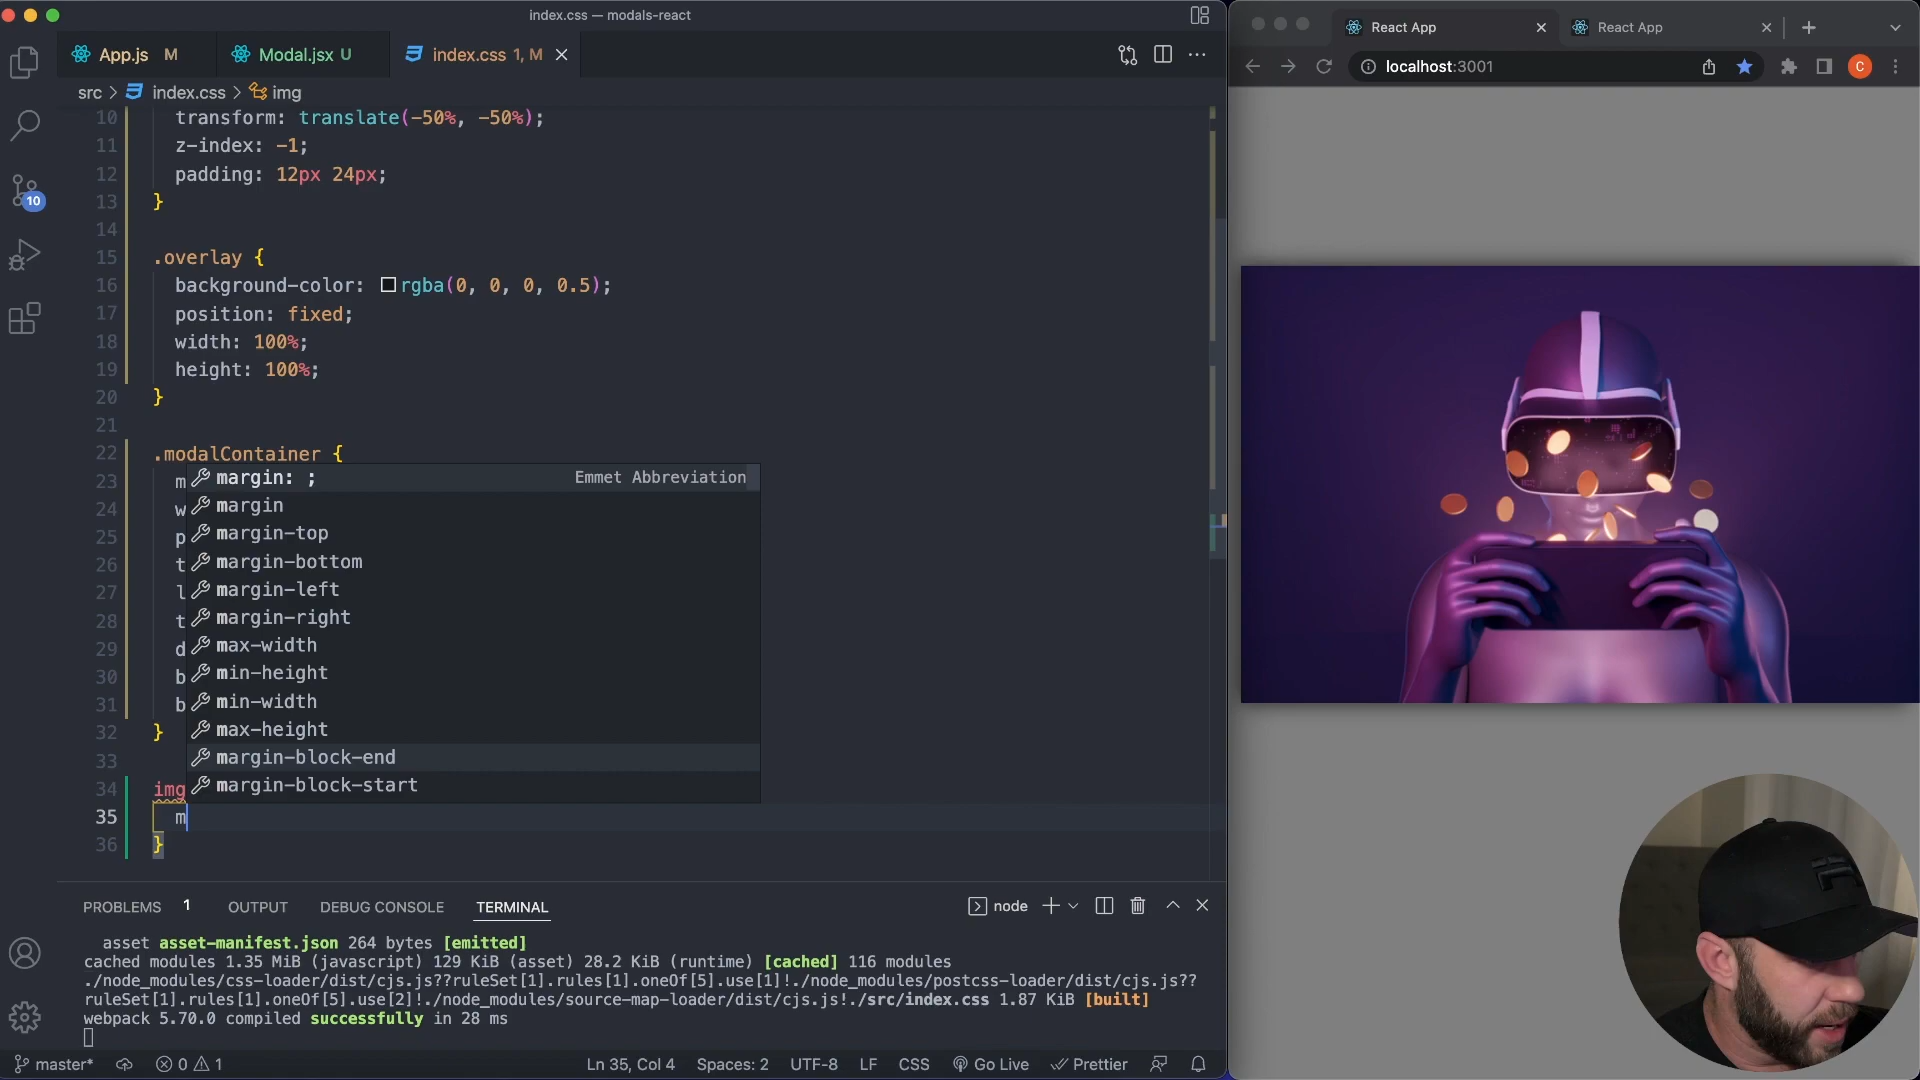 index.css — modals-react
App.js M
Modal.jsx U
index.css 1, M
src > index.css > img
10 transform: translate(-50%, -50%);
11 z-index: -1;
12 padding: 12px 24px;
13 }
14
15 .overlay {
16 background-color: rgba(0, 0, 0, 0.5);
17 position: fixed;
18 width: 100%;
19 height: 100%;
20 }
21
22 .modalContainer {
23 m
24 w
25 p
26 t
27 l
28 t
29 d
30 b
31 b
32 }
33
34 img
35 m
36 }
margin: ; Emmet Abbreviation
margin
margin-top
margin-bottom
margin-left
margin-right
max-width
min-height
min-width
max-height
margin-block-end
margin-block-start
10
PROBLEMS 1 OUTPUT DEBUG CONSOLE TERMINAL
node
asset asset-manifest.json 264 bytes [emitted]
cached modules 1.35 MiB (javascript) 129 KiB (asset) 28.2 KiB (runtime) [cached] 116 modules
./node_modules/css-loader/dist/cjs.js??ruleSet[1].rules[1].oneOf[5].use[1]!./node_modules/postcss-loader/dist/cjs.js??
ruleSet[1].rules[1].oneOf[5].use[2]!./node_modules/source-map-loader/dist/cjs.js!./src/index.css 1.87 KiB [built]
webpack 5.70.0 compiled successfully in 28 ms
master* 0 1 Ln 35, Col 4 Spaces: 2 UTF-8 LF CSS Go Live Prettier
React App
React App
localhost:3001
C